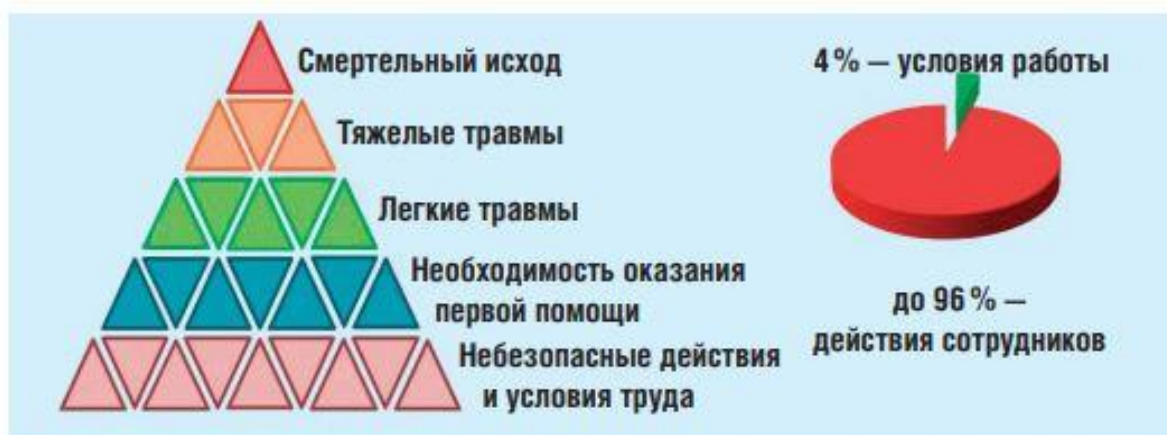 Смертельный исход
Тяжелые травмы
Легкие травмы
Необходимость оказания
первой помощи
Небезопасные действия
и условия труда
4 % — условия работы
до 96 % —
действия сотрудников